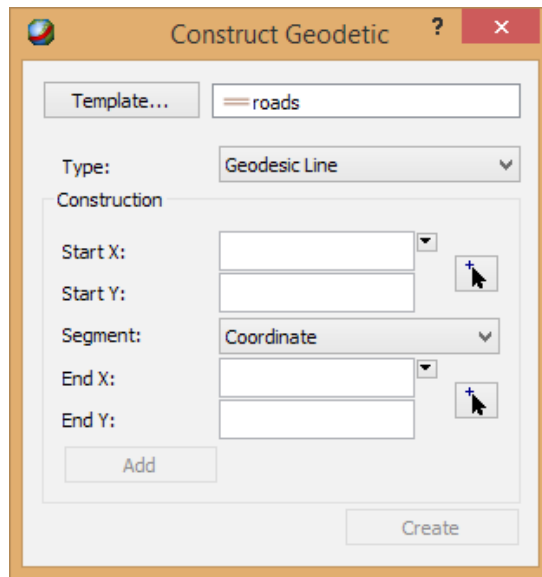 Construct Geodetic ? ×
Template... roads
Type: Geodesic Line
Construction
Start X:
Start Y:
Segment: Coordinate
End X:
End Y:
Add
Create